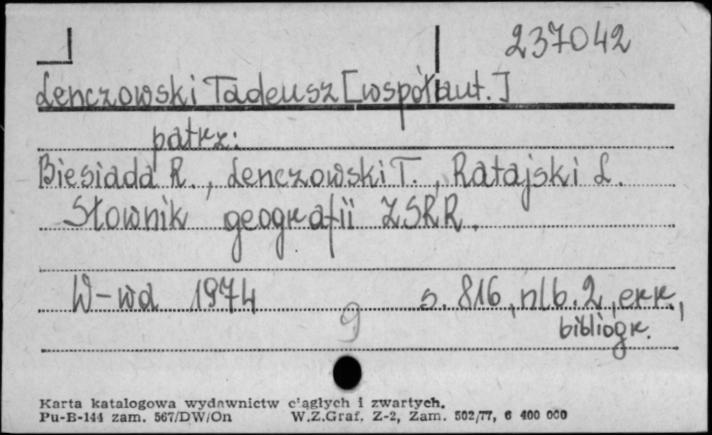 237042
Lenczowski Tadeusz [współaut.]
patrz:
Biesiada R., Lenczowski T., Ratajski L.
Słownik geografii ZSRR.
W-wa 1974 s. 816, nlb. 2, err.,
9 bibliogr.
Karta katalogowa wydawnictw ciągłych i zwartych.
Pu-B-144 zam. 567/DW/On W.Z.Graf. Z-2, Zam. 502/77, 6 400 000